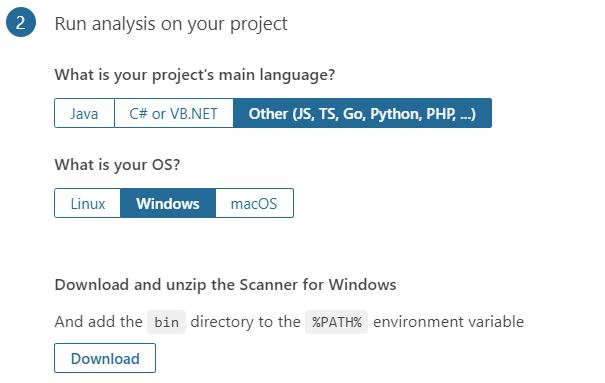 2 Run analysis on your project
What is your project's main language?
Java C# or VB.NET Other (JS, TS, Go, Python, PHP, ...)
What is your OS?
Linux Windows macOS
Download and unzip the Scanner for Windows
And add the bin directory to the %PATH% environment variable
Download